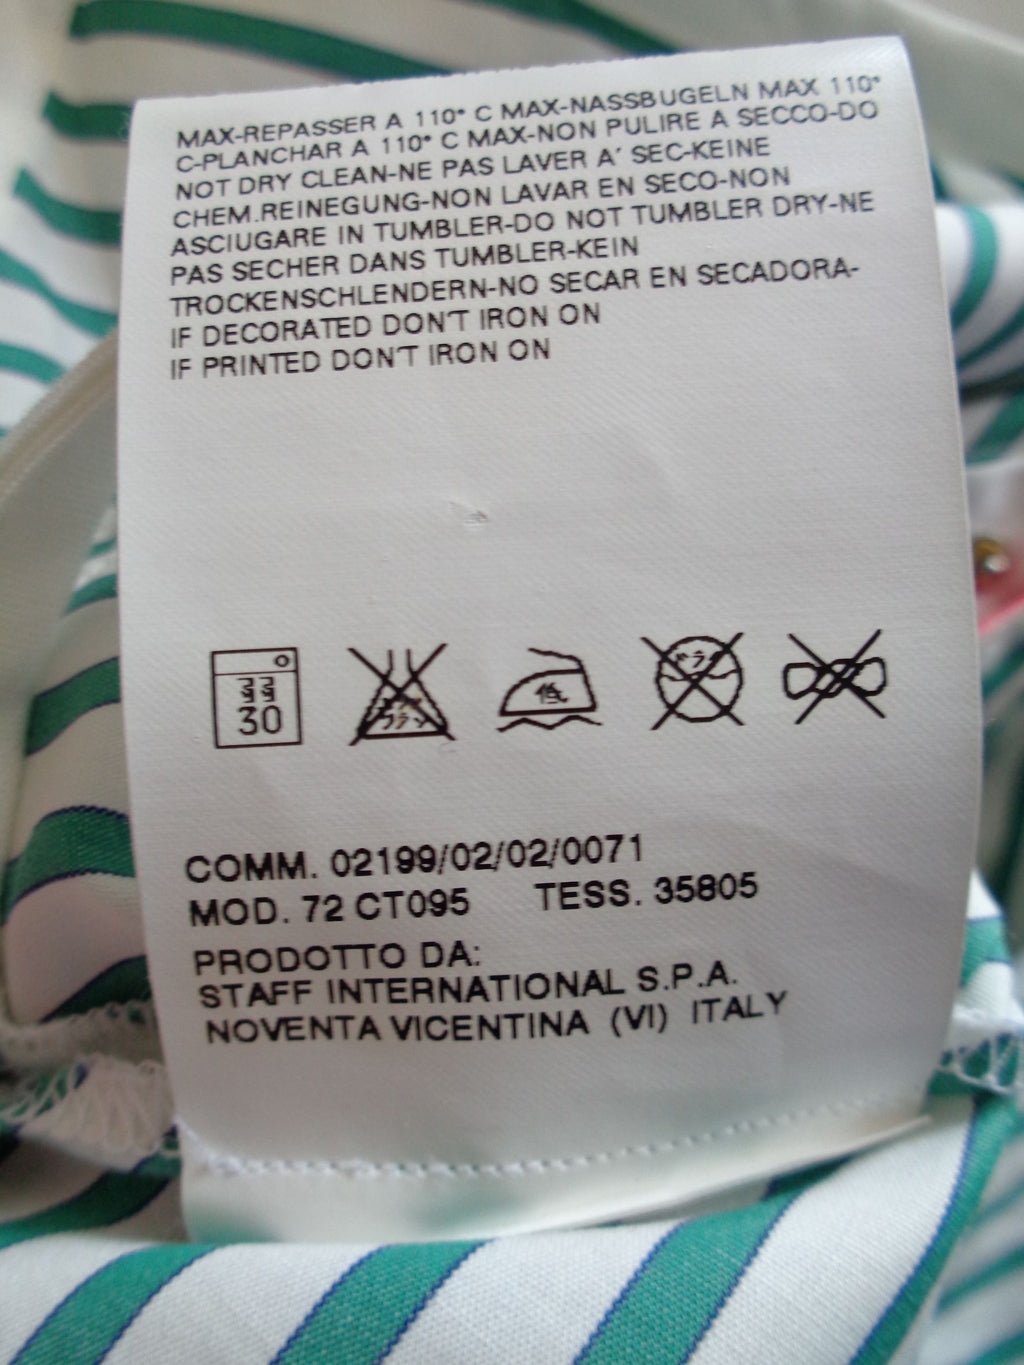 MAX-REPASSER A 110° C MAX-NASSBUGELN MAX 110°
C-PLANCHAR A 110° C MAX-NON PULIRE A SECCO-DO
NOT DRY CLEAN-NE PAS LAVER A' SEC-KEINE
CHEM.REINEGUNG-NON LAVAR EN SECO-NON
ASCIUGARE IN TUMBLER-DO NOT TUMBLER DRY-NE
PAS SECHER DANS TUMBLER-KEIN
TROCKENSCHLENDERN-NO SECAR EN SECADORA-
IF DECORATED DON'T IRON ON
IF PRINTED DON'T IRON ON
30
低
COMM. 02199/02/02/0071
MOD. 72 CT095 TESS. 35805
PRODOTTO DA:
STAFF INTERNATIONAL S.P.A.
NOVENTA VICENTINA (VI) ITALY